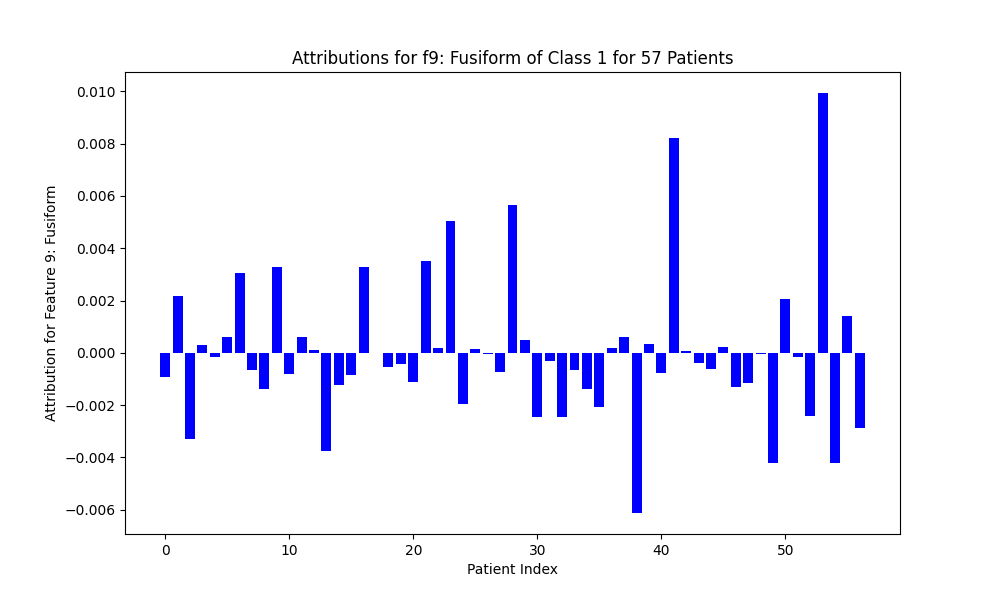 Attributions for f9: Fusiform of Class 1 for 57 Patients
Attribution for Feature 9: Fusiform
0.010
0.008
0.006
0.004
0.002
0.000
−0.002
−0.004
−0.006
0 10 20 30 40 50
Patient Index